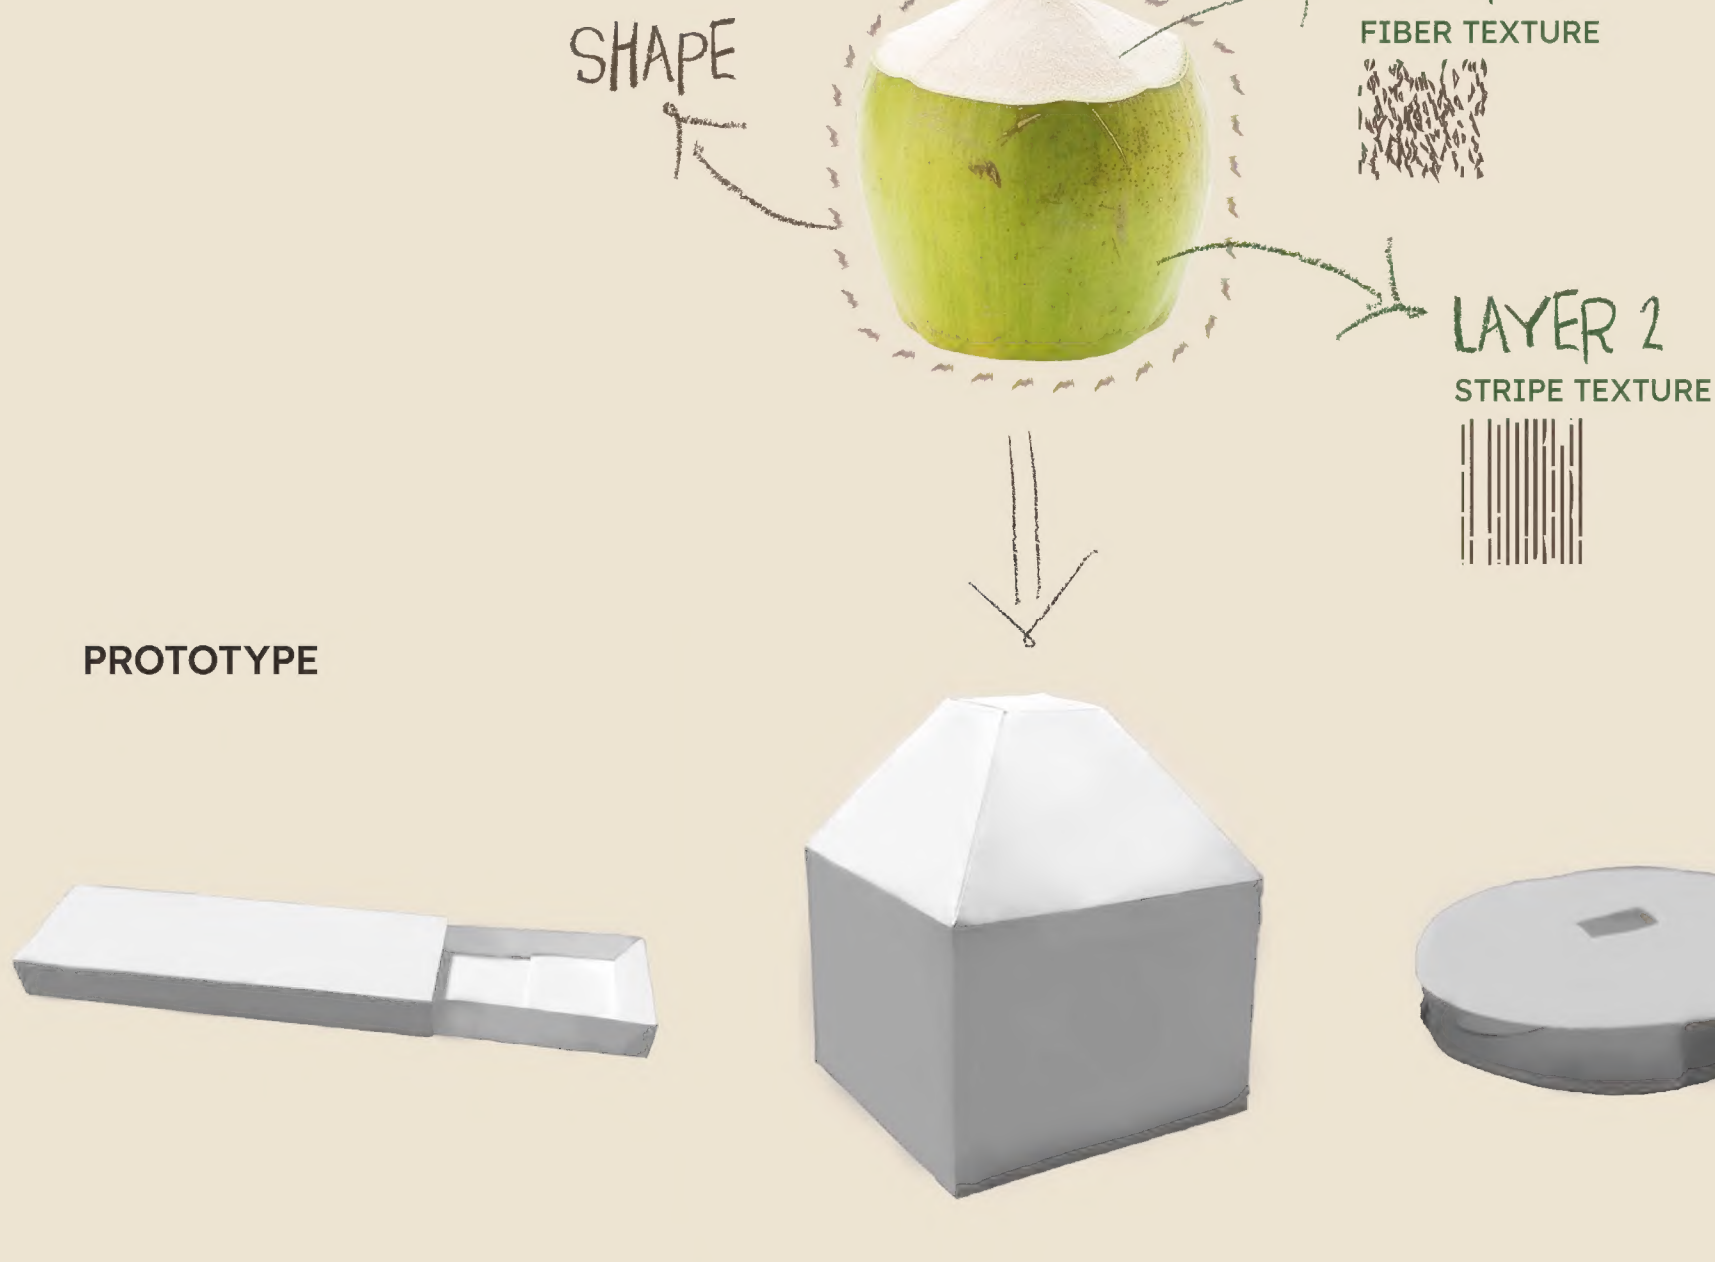 SHAPE
FIBER TEXTURE
LAYER 2
STRIPE TEXTURE
PROTOTYPE